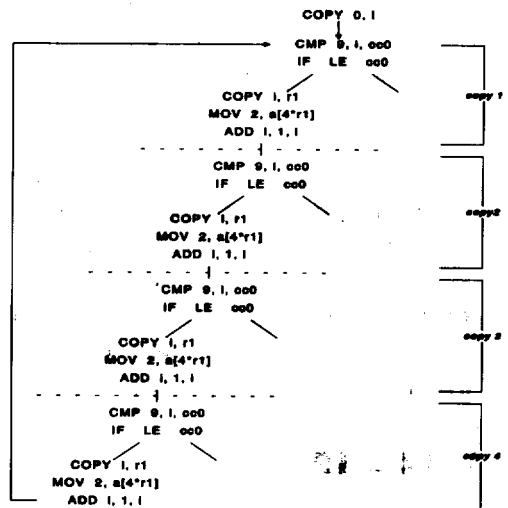 COPY 0, i
CMP 9, i, cc0
IF LE cc0
copy 1
COPY i, r1
MOV 2, a[4*r1]
ADD i, 1, i
CMP 9, i, cc0
IF LE cc0
copy2
COPY i, r1
MOV 2, a[4*r1]
ADD i, 1, i
CMP 9, i, cc0
IF LE cc0
copy 3
COPY i, r1
MOV 2, a[4*r1]
ADD i, 1, i
CMP 9, i, cc0
IF LE cc0
copy 4
COPY i, r1
MOV 2, a[4*r1]
ADD i, 1, i